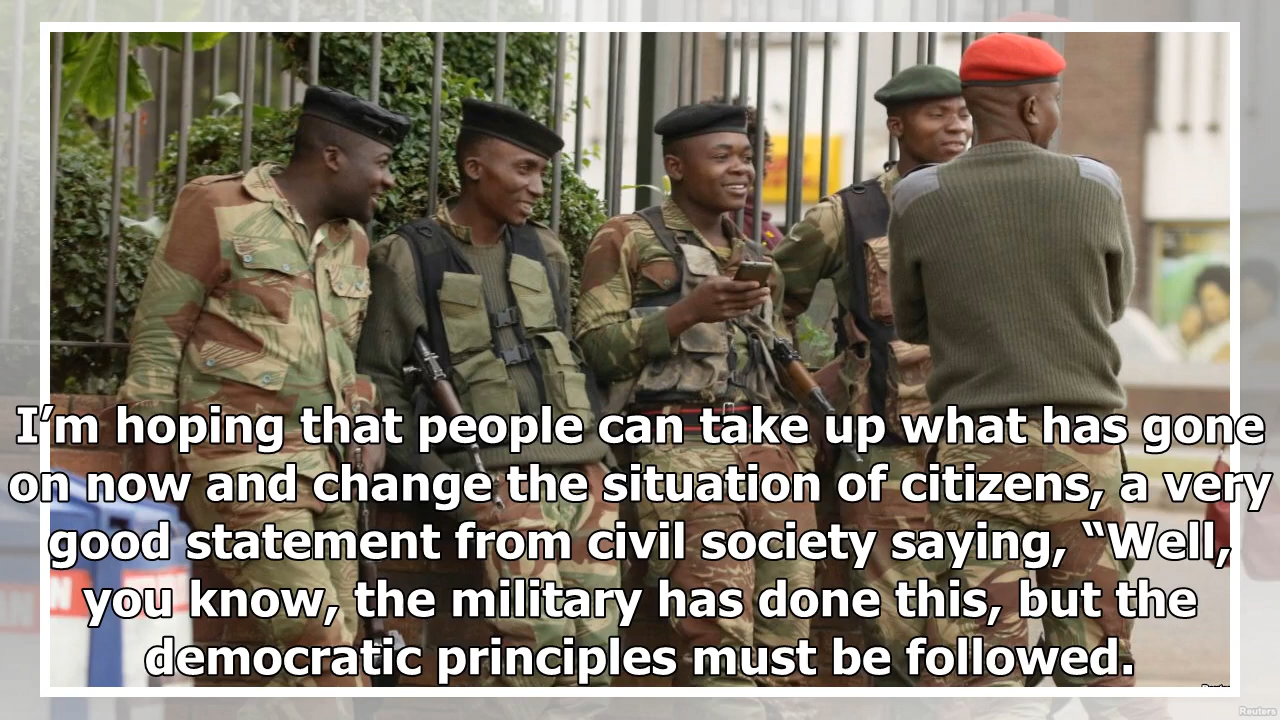 I’m hoping that people can take up what has gone
on now and change the situation of citizens, a very
good statement from civil society saying, “Well,
you know, the military has done this, but the
democratic principles must be followed.
Reuters